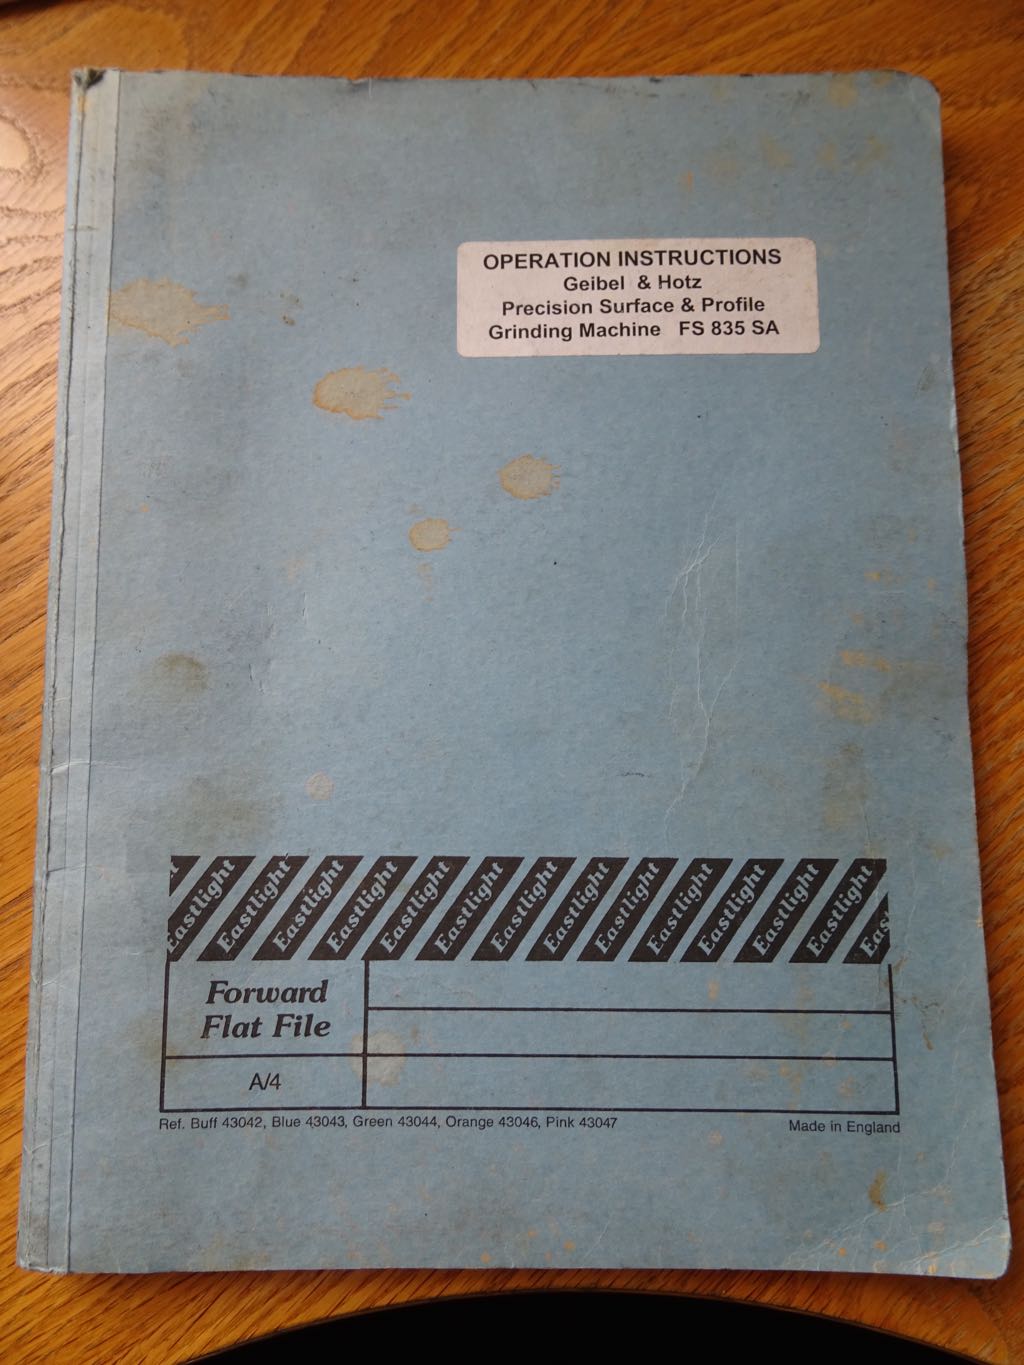 OPERATION INSTRUCTIONS
Geibel & Hotz
Precision Surface & Profile
Grinding Machine FS 835 SA
Eastlight Eastlight Eastlight Eastlight Eastlight Eastlight Eastlight Eastlight Eastlight Eastlight Eastlight Eastlight Eastlight Eas
Forward
Flat File
A/4
Ref. Buff 43042, Blue 43043, Green 43044, Orange 43046, Pink 43047
Made in England